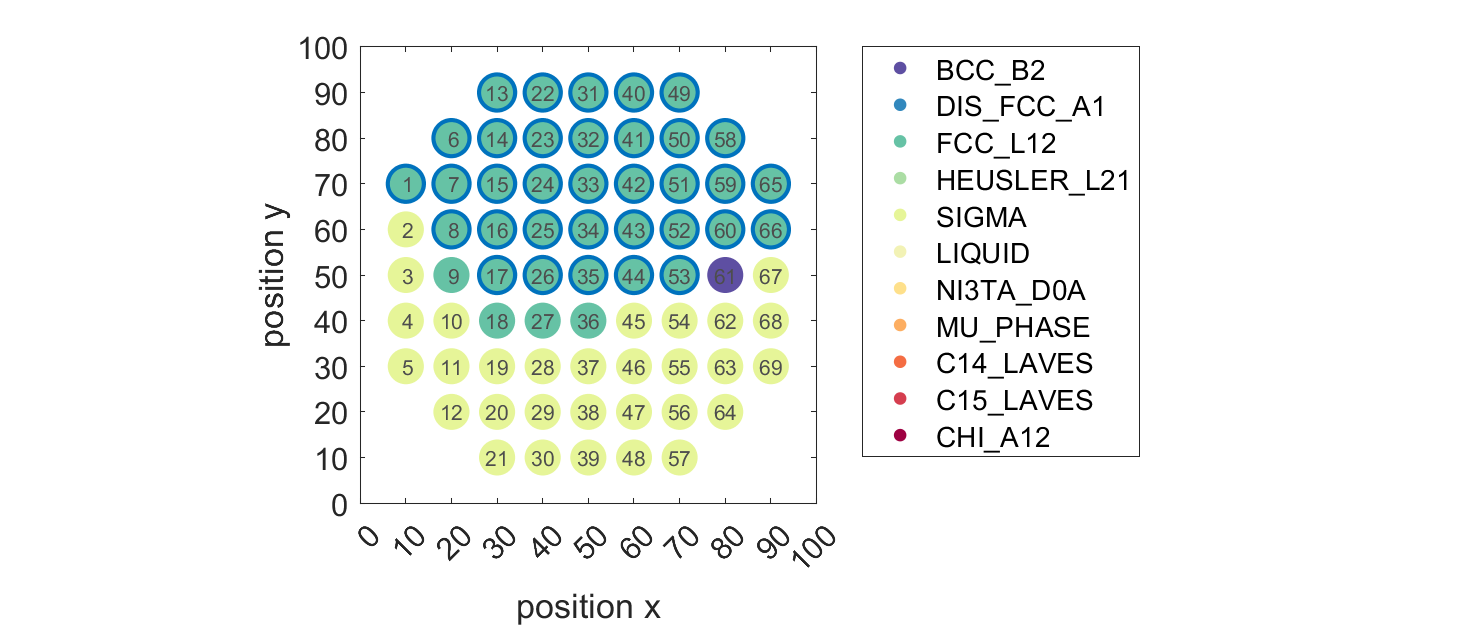 100
90
80
70
60
50
40
30
20
10
0
position y
13 22 31 40 49
6 14 23 32 41 50 58
1 7 15 24 33 42 51 59 65
2 8 16 25 34 43 52 60 66
3 9 17 26 35 44 53 61 67
4 10 18 27 36 45 54 62 68
5 11 19 28 37 46 55 63 69
12 20 29 38 47 56 64
21 30 39 48 57
0 10 20 30 40 50 60 70 80 90 100
position x
BCC_B2
DIS_FCC_A1
FCC_L12
HEUSLER_L21
SIGMA
LIQUID
NI3TA_D0A
MU_PHASE
C14_LAVES
C15_LAVES
CHI_A12